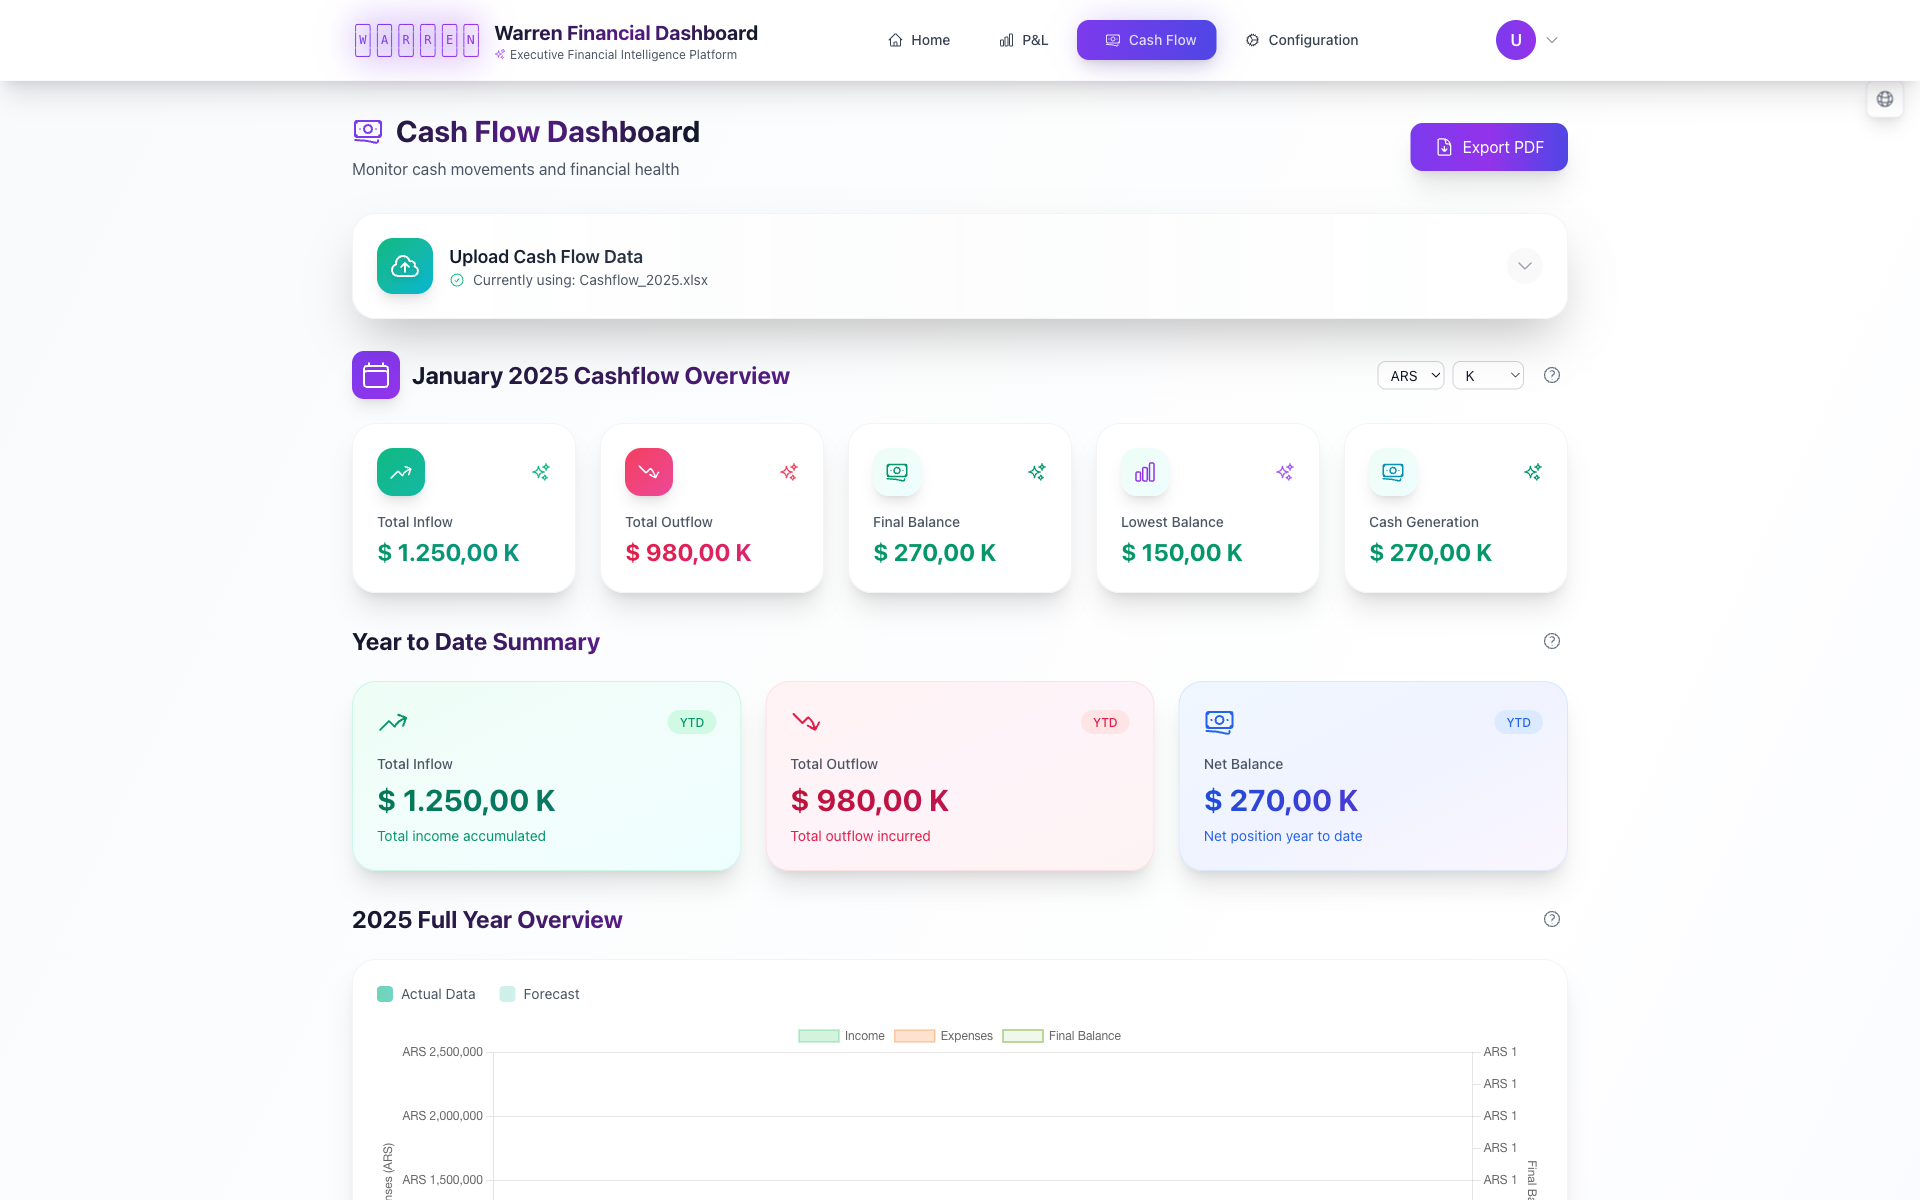 WARREN
Warren Financial Dashboard
Executive Financial Intelligence Platform
Home
P&L
Cash Flow
Configuration
U
Cash Flow Dashboard
Monitor cash movements and financial health
Export PDF
Upload Cash Flow Data
Currently using: Cashflow_2025.xlsx
January 2025 Cashflow Overview
ARS
K
Total Inflow
$ 1.250,00 K
Total Outflow
$ 980,00 K
Final Balance
$ 270,00 K
Lowest Balance
$ 150,00 K
Cash Generation
$ 270,00 K
Year to Date Summary
YTD
Total Inflow
$ 1.250,00 K
Total income accumulated
YTD
Total Outflow
$ 980,00 K
Total outflow incurred
YTD
Net Balance
$ 270,00 K
Net position year to date
2025 Full Year Overview
Actual Data
Forecast
Income
Expenses
Final Balance
ARS 2,500,000
ARS 2,000,000
ARS 1,500,000
ARS 1
ARS 1
ARS 1
ARS 1
ARS 1
(ARS)
Final